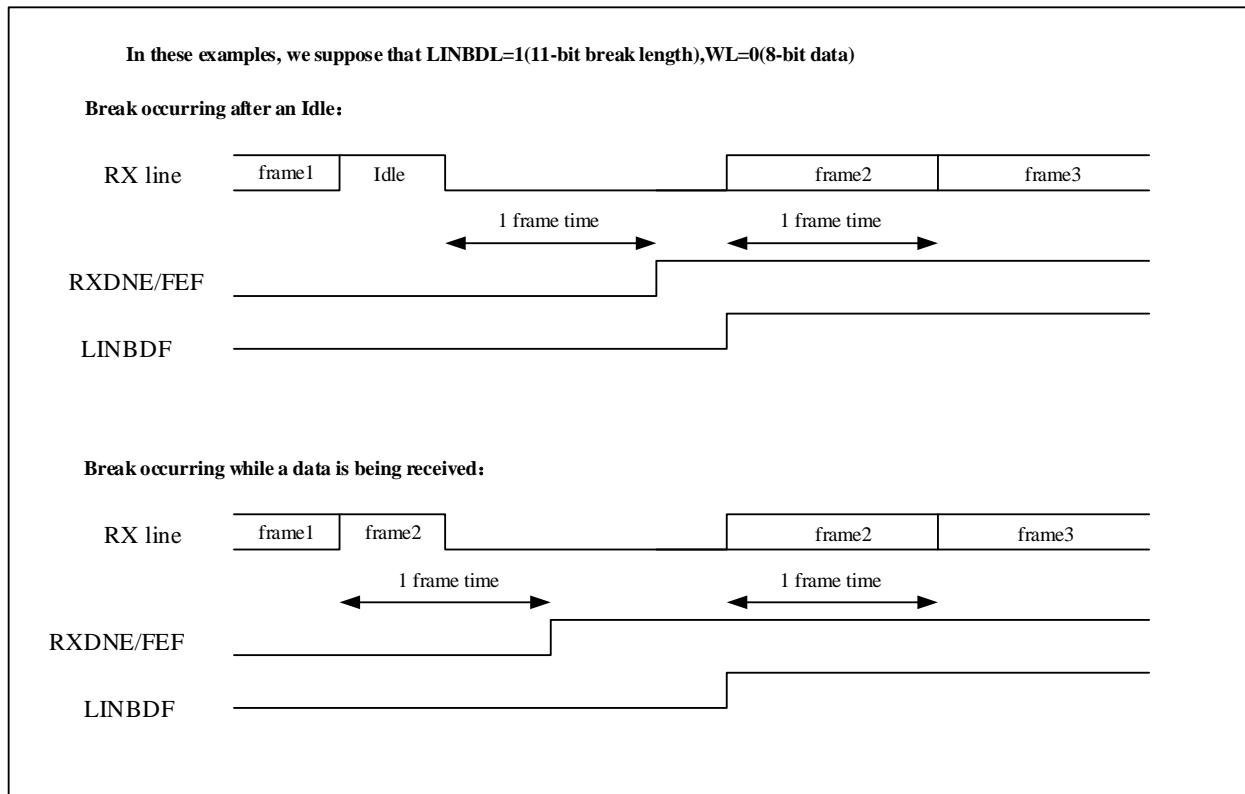 In these examples, we suppose that LINBDL=1(11-bit break length),WL=0(8-bit data)
Break occurring after an Idle：
RX line frame1 Idle frame2 frame3
1 frame time 1 frame time
RXDNE/FEF
LINBDF
Break occurring while a data is being received：
RX line frame1 frame2 frame2 frame3
1 frame time 1 frame time
RXDNE/FEF
LINBDF